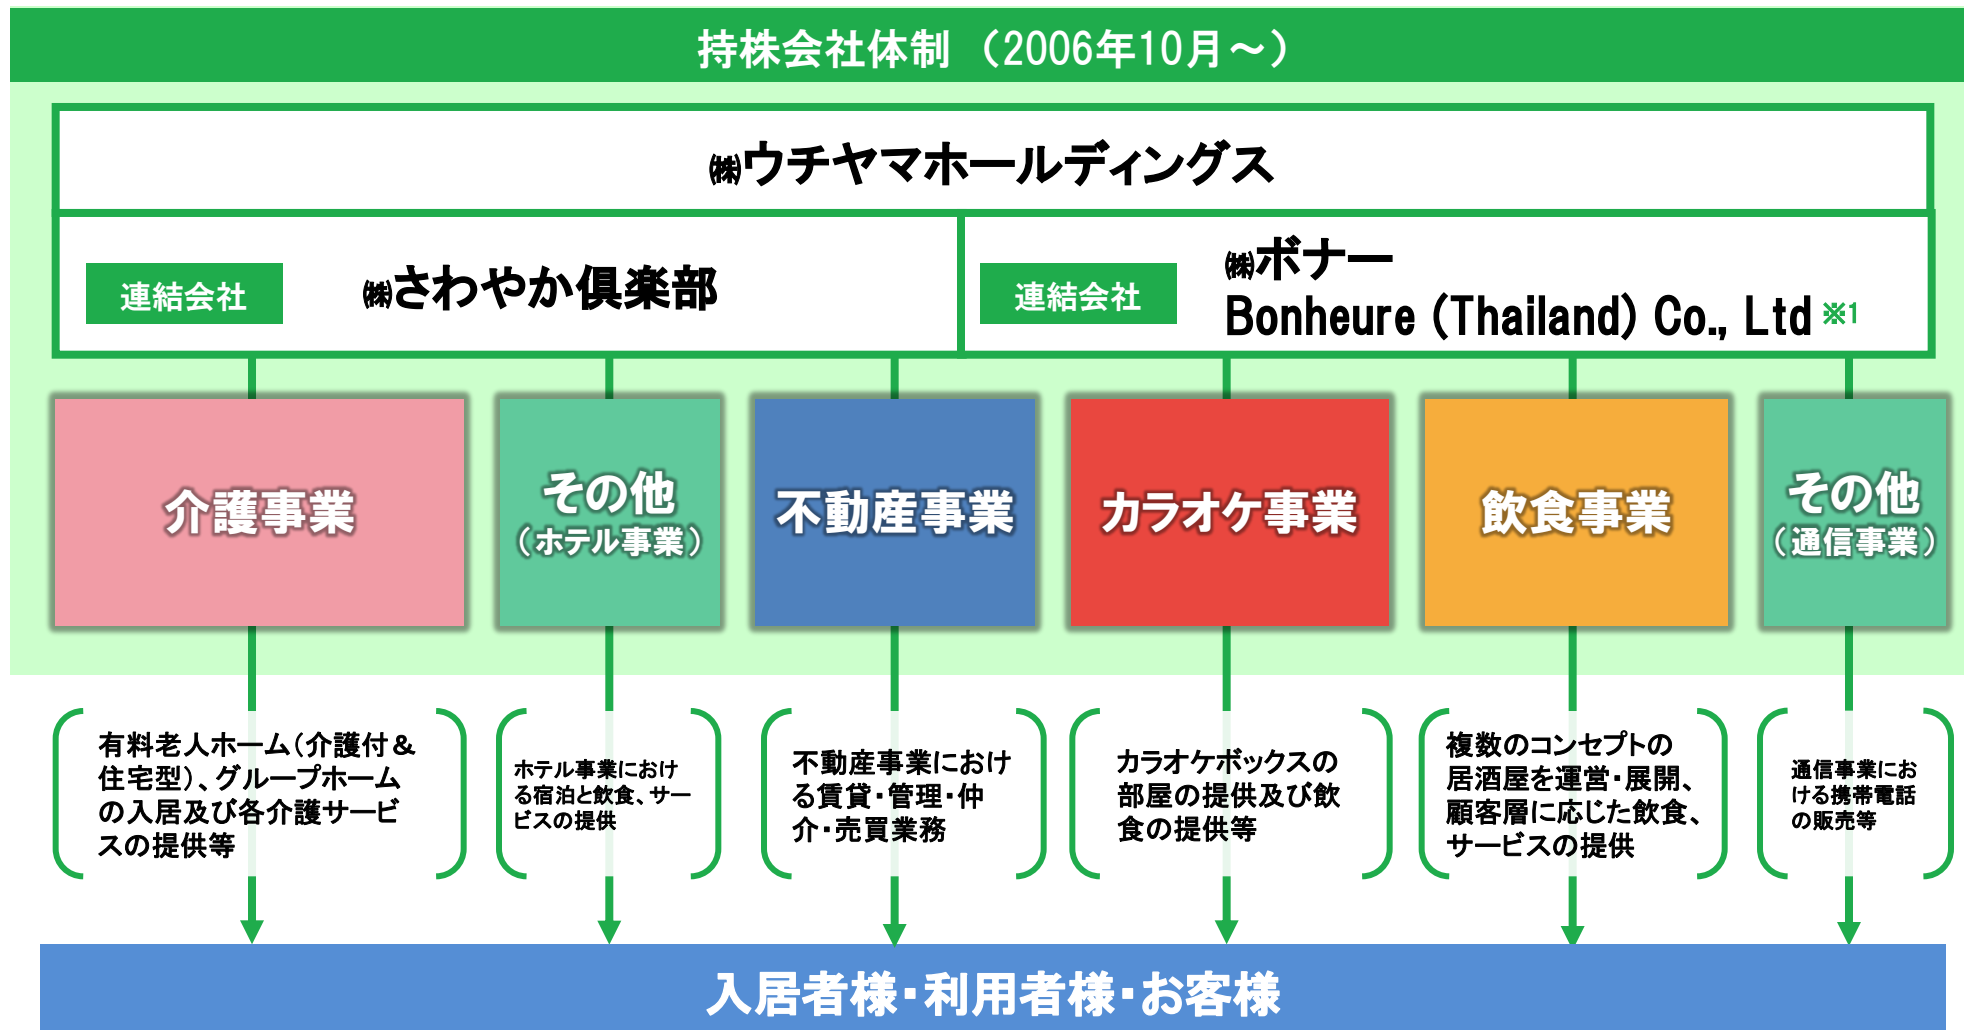 持株会社体制（2006年10月～）
㈱ウチヤマホールディングス
連結会社
㈱さわやか倶楽部
連結会社
㈱ボナー
Bonheure (Thailand) Co., Ltd ※1
介護事業
その他
（ホテル事業）
不動産事業
カラオケ事業
飲食事業
その他
（通信事業）
有料老人ホーム（介護付＆
住宅型）、グループホーム
の入居及び各介護サービ
スの提供等
ホテル事業におけ
る宿泊と飲食、サー
ビスの提供
不動産事業におけ
る賃貸・管理・仲
介・売買業務
カラオケボックスの
部屋の提供及び飲
食の提供等
複数のコンセプトの
居酒屋を運営・展開、
顧客層に応じた飲食、
サービスの提供
通信事業にお
ける携帯電話
の販売等
入居者様・利用者様・お客様